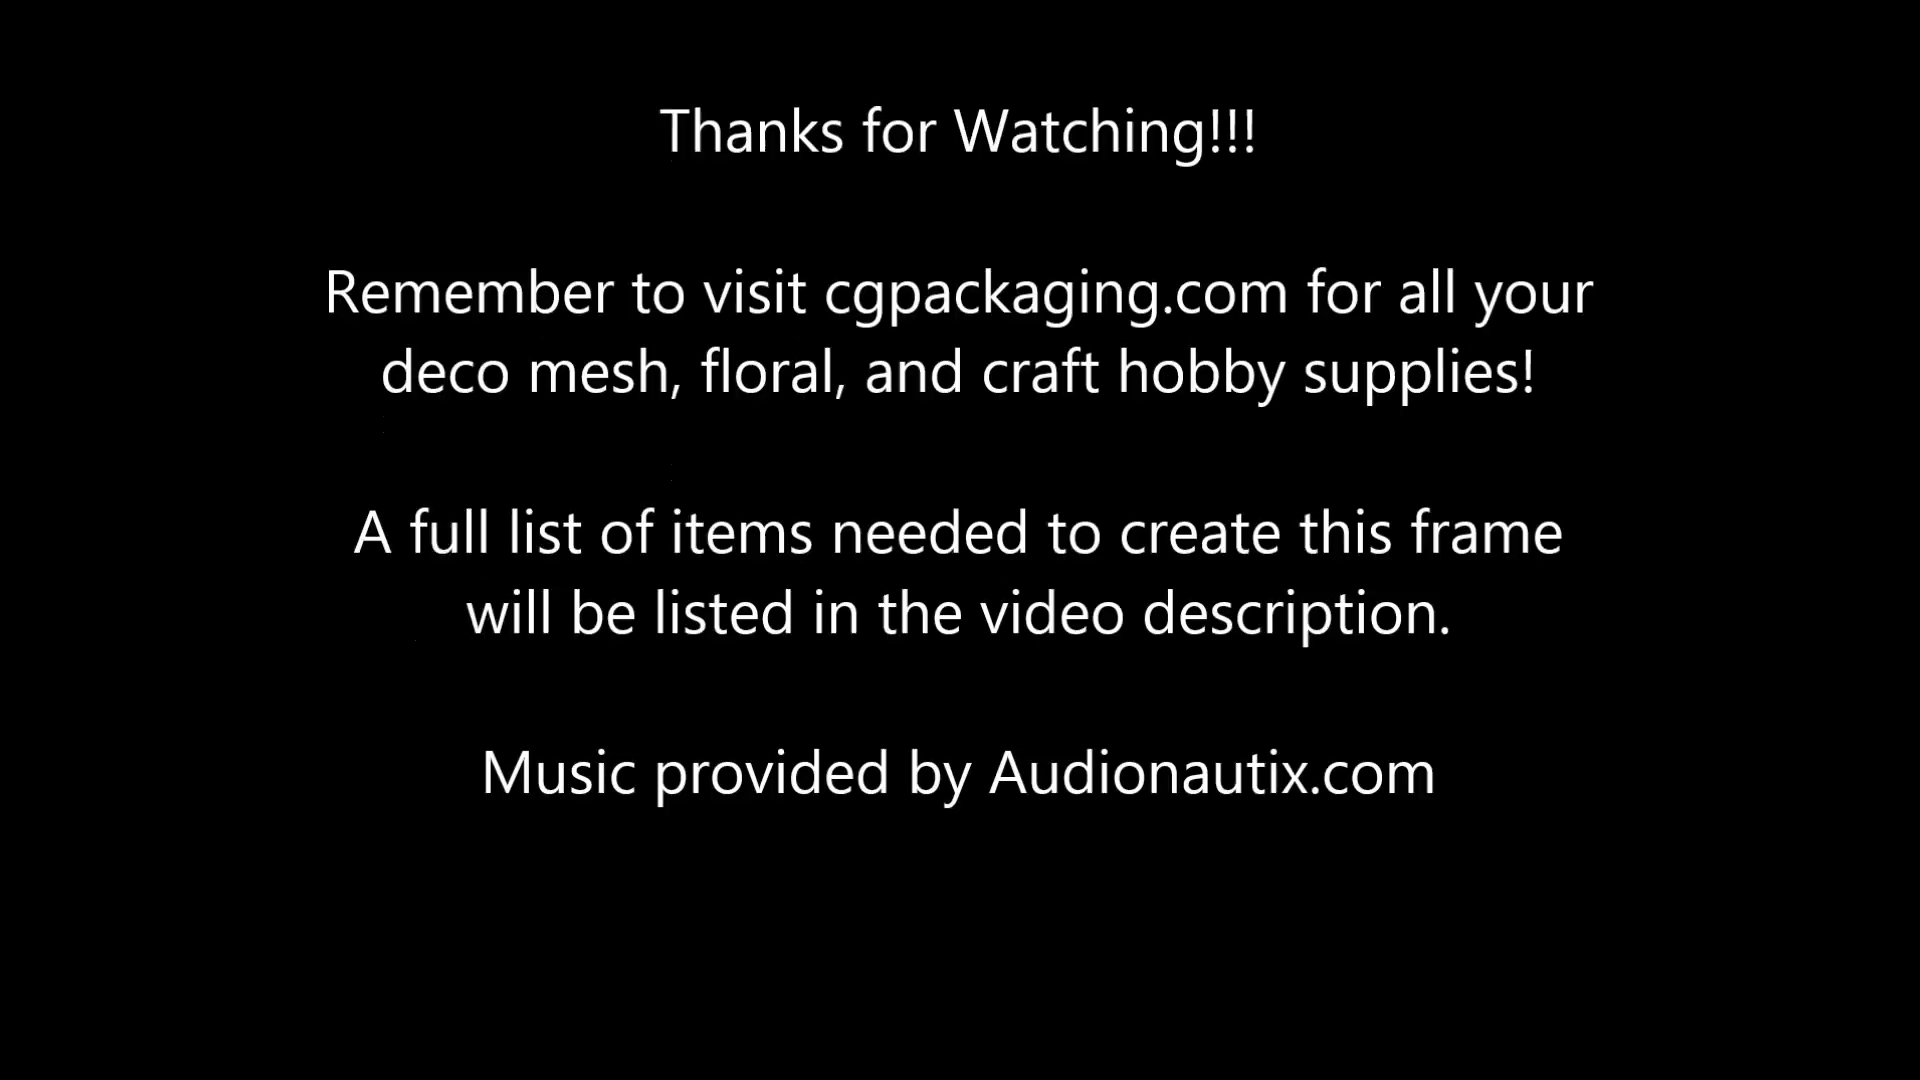 Thanks for Watching!!!
Remember to visit cgpackaging.com for all your
deco mesh, floral, and craft hobby supplies!
A full list of items needed to create this frame
will be listed in the video description.
Music provided by Audionautix.com